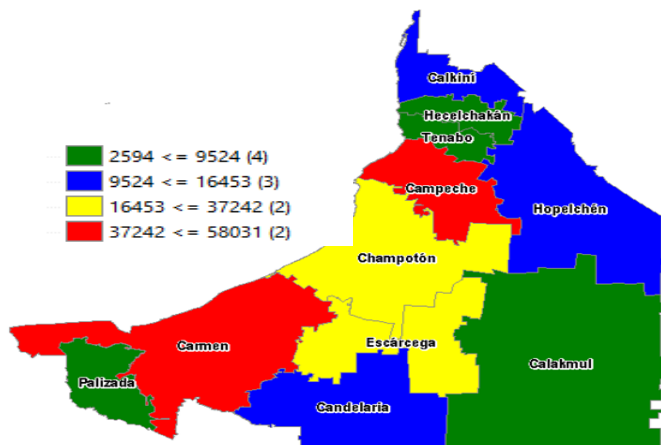 Calkiní
Hecelchakán
Tenabo
2594 <= 9524 (4)
9524 <= 16453 (3)
16453 <= 37242 (2)
37242 <= 58031 (2)
Campeche
Hopelchén
Champotón
Carmen
Escárcega
Calakmul
Palizada
Candelaria